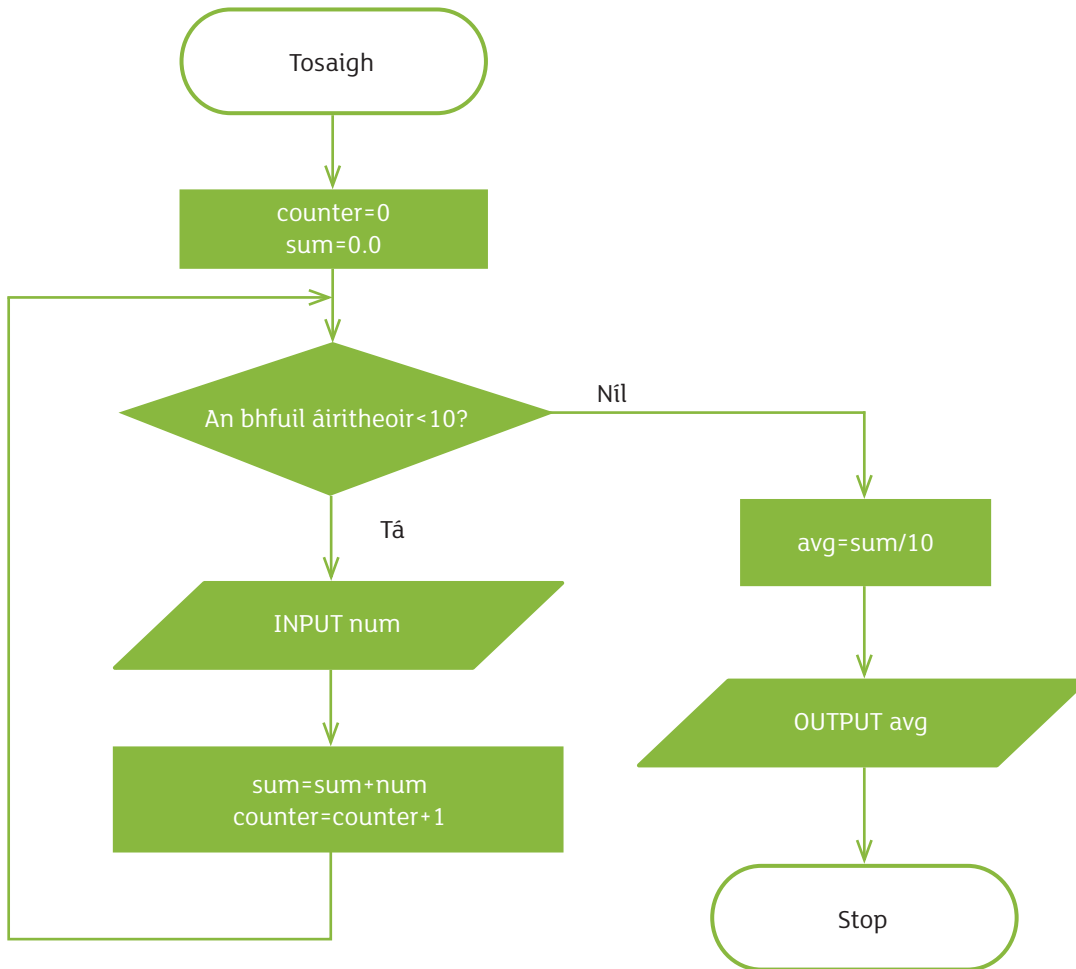 Tosaigh
counter=0
sum=0.0
An bhfuil áiritheoir<10?
Níl
Tá
INPUT num
sum=sum+num
counter=counter+1
avg=sum/10
OUTPUT avg
Stop